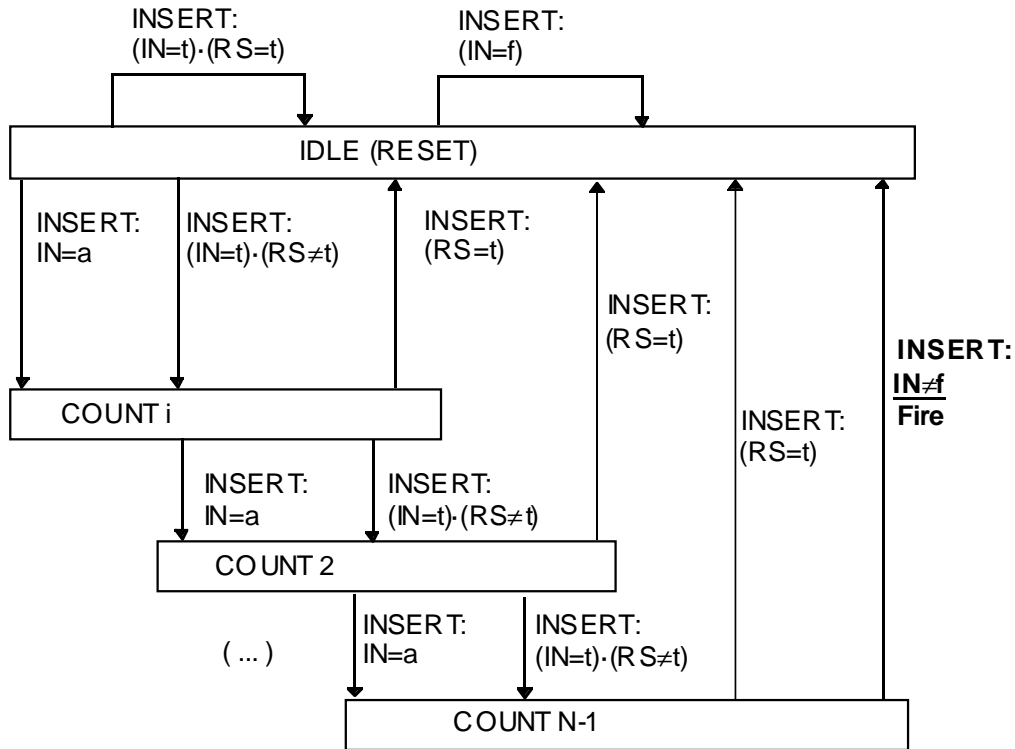 INSERT:
(IN=t)·(RS=t)
INSERT:
(IN=f)
IDLE (RESET)
INSERT:
IN=a
INSERT:
(IN=t)·(RS≠t)
INSERT:
(RS=t)
INSERT:
(RS=t)
INSERT:
IN≠f
Fire
INSERT:
(RS=t)
COUNT i
INSERT:
IN=a
INSERT:
(IN=t)·(RS≠t)
COUNT 2
(...)
INSERT:
IN=a
INSERT:
(IN=t)·(RS≠t)
COUNT N-1